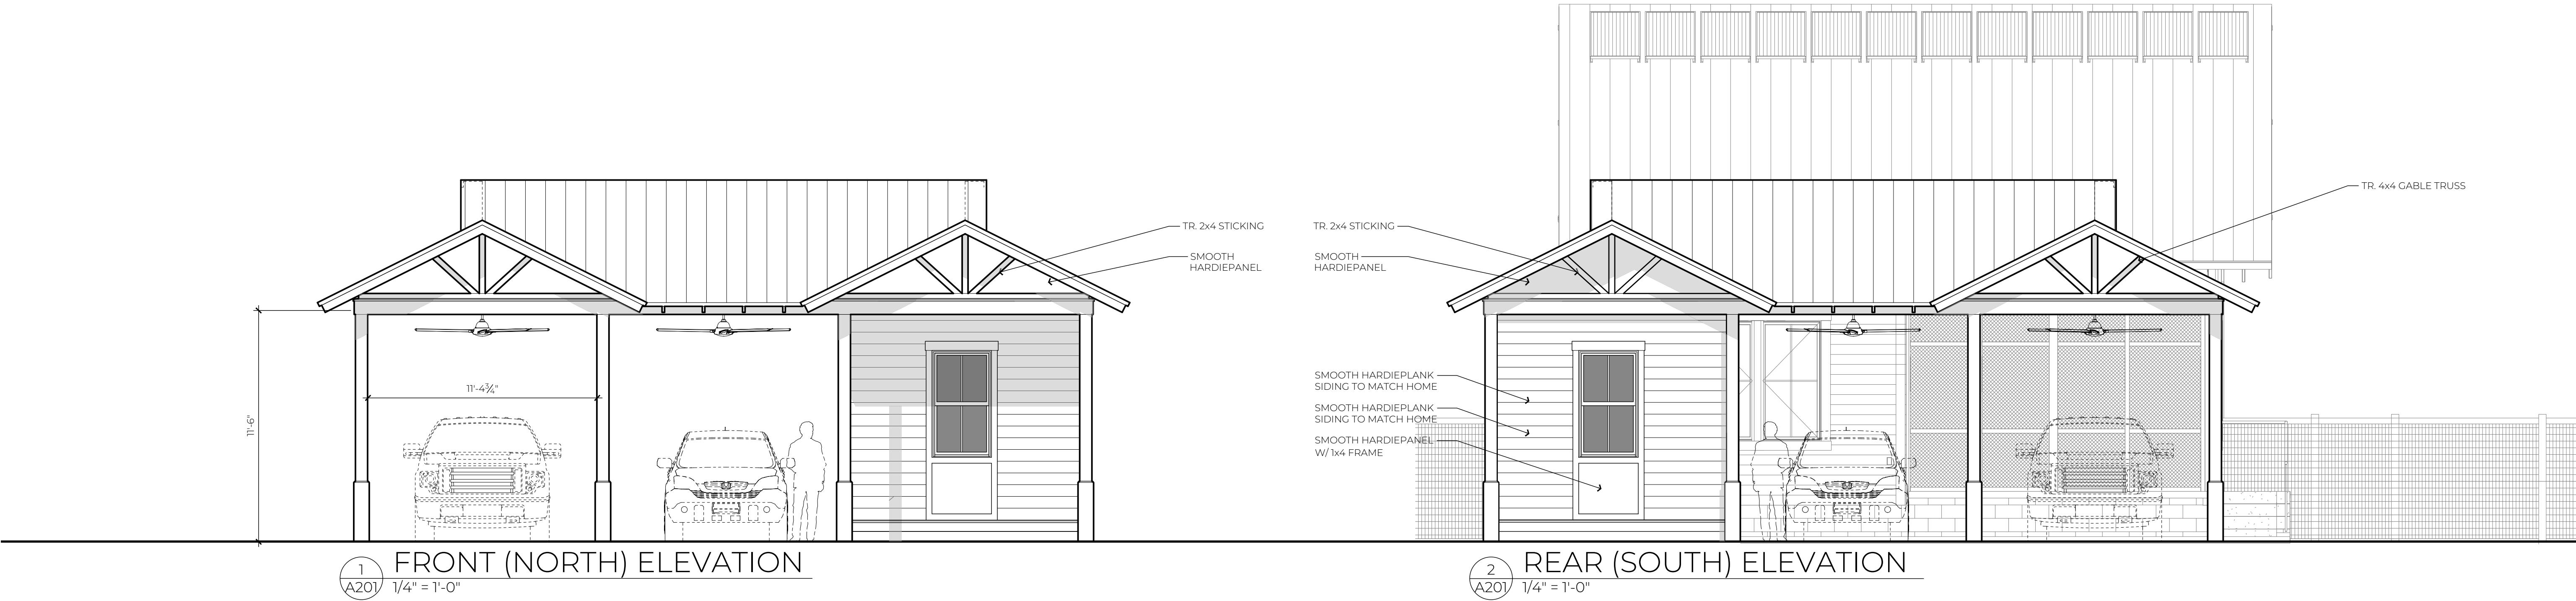 TR. 2x4 STICKING
SMOOTH
HARDIEPANEL
11'-4¾"
11'-6"
1
A201
FRONT (NORTH) ELEVATION
1/4" = 1'-0"
TR. 2x4 STICKING
SMOOTH
HARDIEPANEL
TR. 4x4 GABLE TRUSS
SMOOTH HARDIEPLANK
SIDING TO MATCH HOME
SMOOTH HARDIEPLANK
SIDING TO MATCH HOME
SMOOTH HARDIEPANEL
W/ 1x4 FRAME
2
A201
REAR (SOUTH) ELEVATION
1/4" = 1'-0"